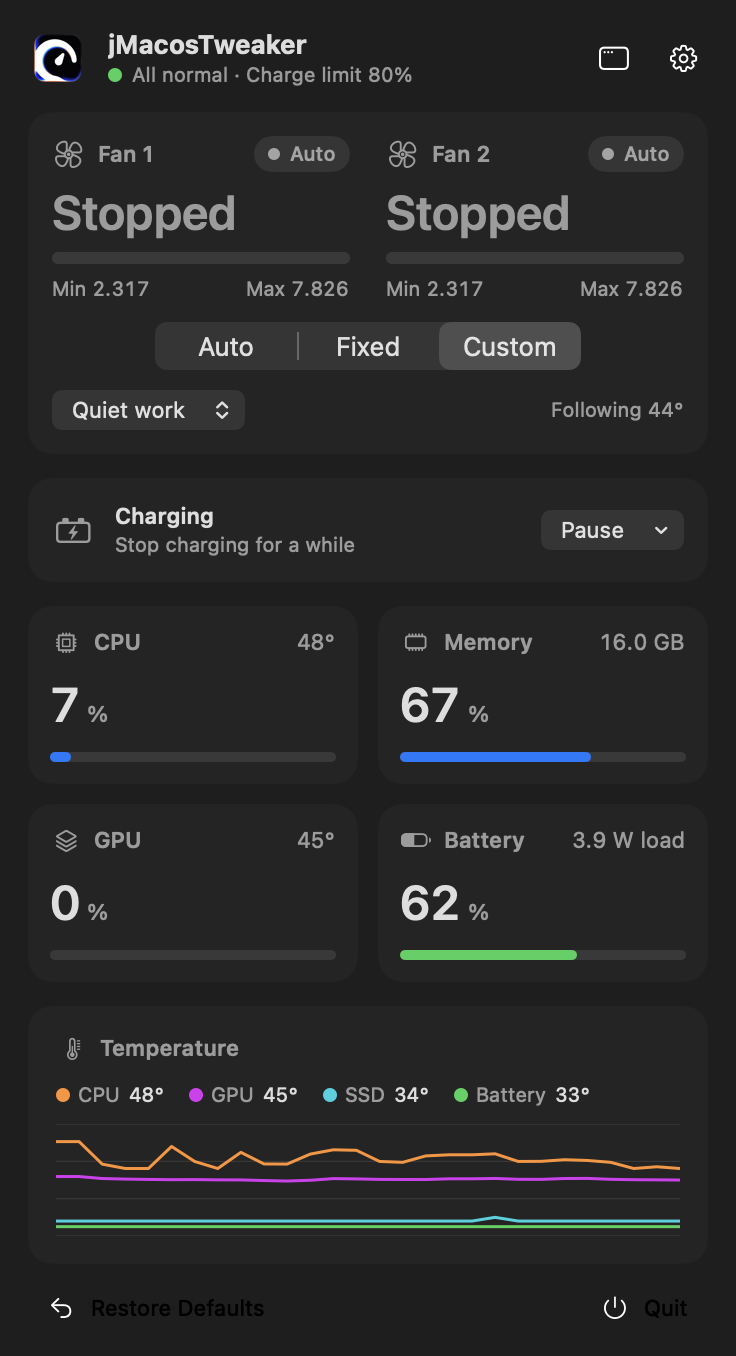 jMacosTweaker
All normal · Charge limit 80%
Fan 1 Auto
Stopped
Min 2.317 Max 7.826
Fan 2 Auto
Stopped
Min 2.317 Max 7.826
Auto Fixed Custom
Quiet work Following 44°
Charging
Stop charging for a while
Pause
CPU 48°
7 %
Memory 16.0 GB
67 %
GPU 45°
0 %
Battery 3.9 W load
62 %
Temperature
CPU 48° GPU 45° SSD 34° Battery 33°
Restore Defaults Quit